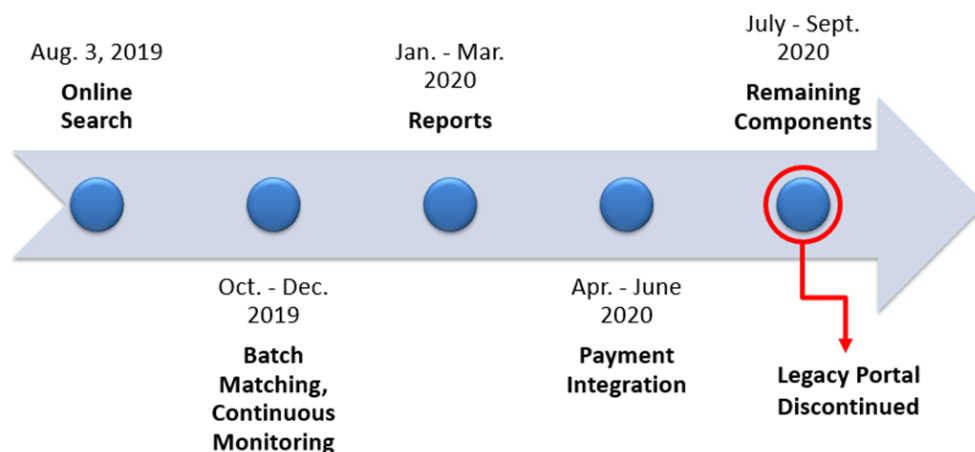 Aug. 3, 2019
Online
Search
Oct. - Dec.
2019
Batch
Matching,
Continuous
Monitoring
Jan. - Mar.
2020
Reports
Apr. - June
2020
Payment
Integration
July - Sept.
2020
Remaining
Components
Legacy Portal
Discontinued